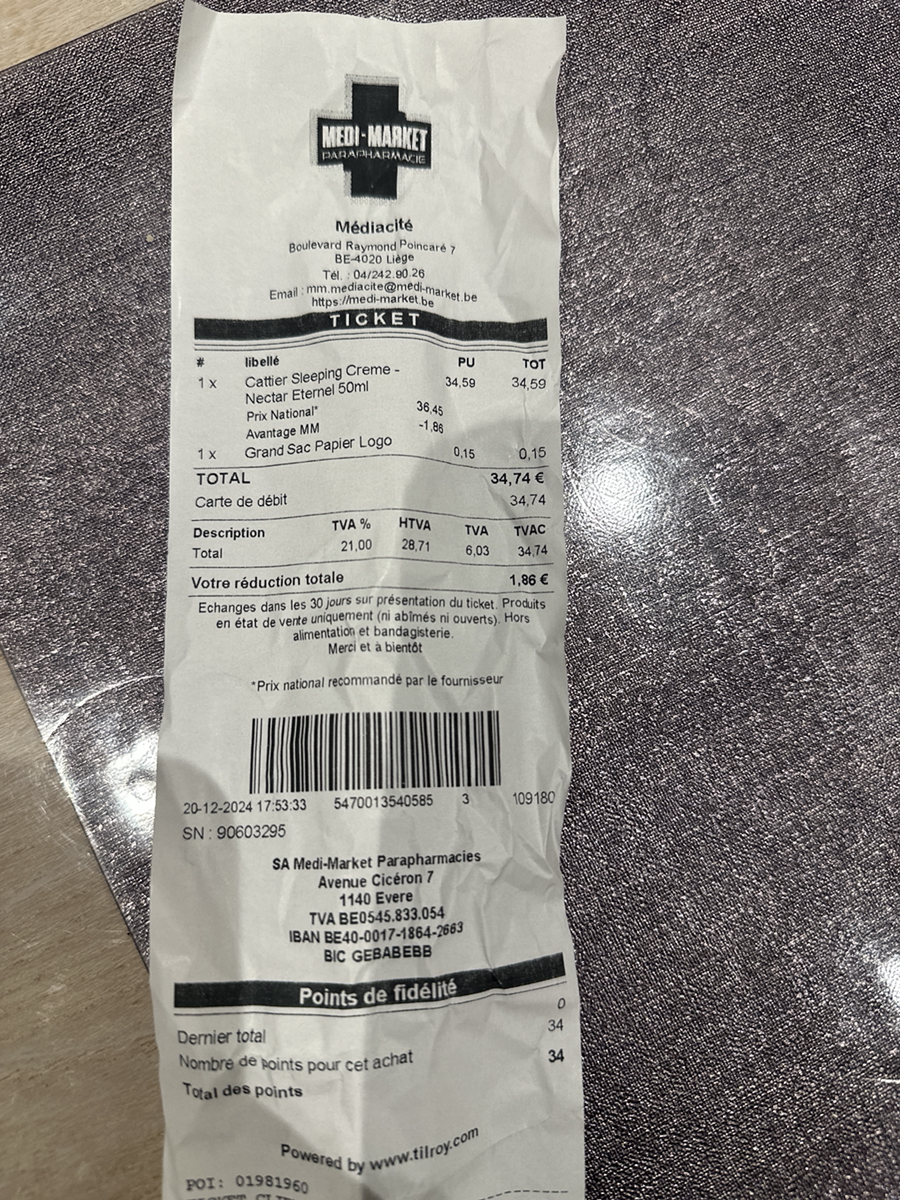 MEDI-MARKET
PARAPHARMACIE
Médiacité
Boulevard Raymond Poincaré 7
BE-4020 Liège
Tél. : 04/242.90.26
Email : mm.mediacite@medi-market.be
https://medi-market.be
TICKET
# libellé PU TOT
1 x Cattier Sleeping Creme - 34,59 34,59
Nectar Eternel 50ml
Prix National* 36,45
Avantage MM -1,86
1 x Grand Sac Papier Logo 0,15 0,15
TOTAL 34,74 €
Carte de débit 34,74
Description TVA % HTVA TVA TVAC
Total 21,00 28,71 6,03 34,74
Votre réduction totale 1,86 €
Echanges dans les 30 jours sur présentation du ticket. Produits
en état de vente uniquement (ni abîmés ni ouverts). Hors
alimentation et bandagisterie.
Merci et à bientôt
*Prix national recommandé par le fournisseur
20-12-2024 17:53:33 5470013540585 3 109180
SN : 90603295
SA Medi-Market Parapharmacies
Avenue Cicéron 7
1140 Evere
TVA BE0545.833.054
IBAN BE40-0017-1864-2663
BIC GEBABEBB
Points de fidélité
Dernier total 0
Nombre de points pour cet achat 34
Total des points 34
Powered by www.tilroy.com
POI: 01981960